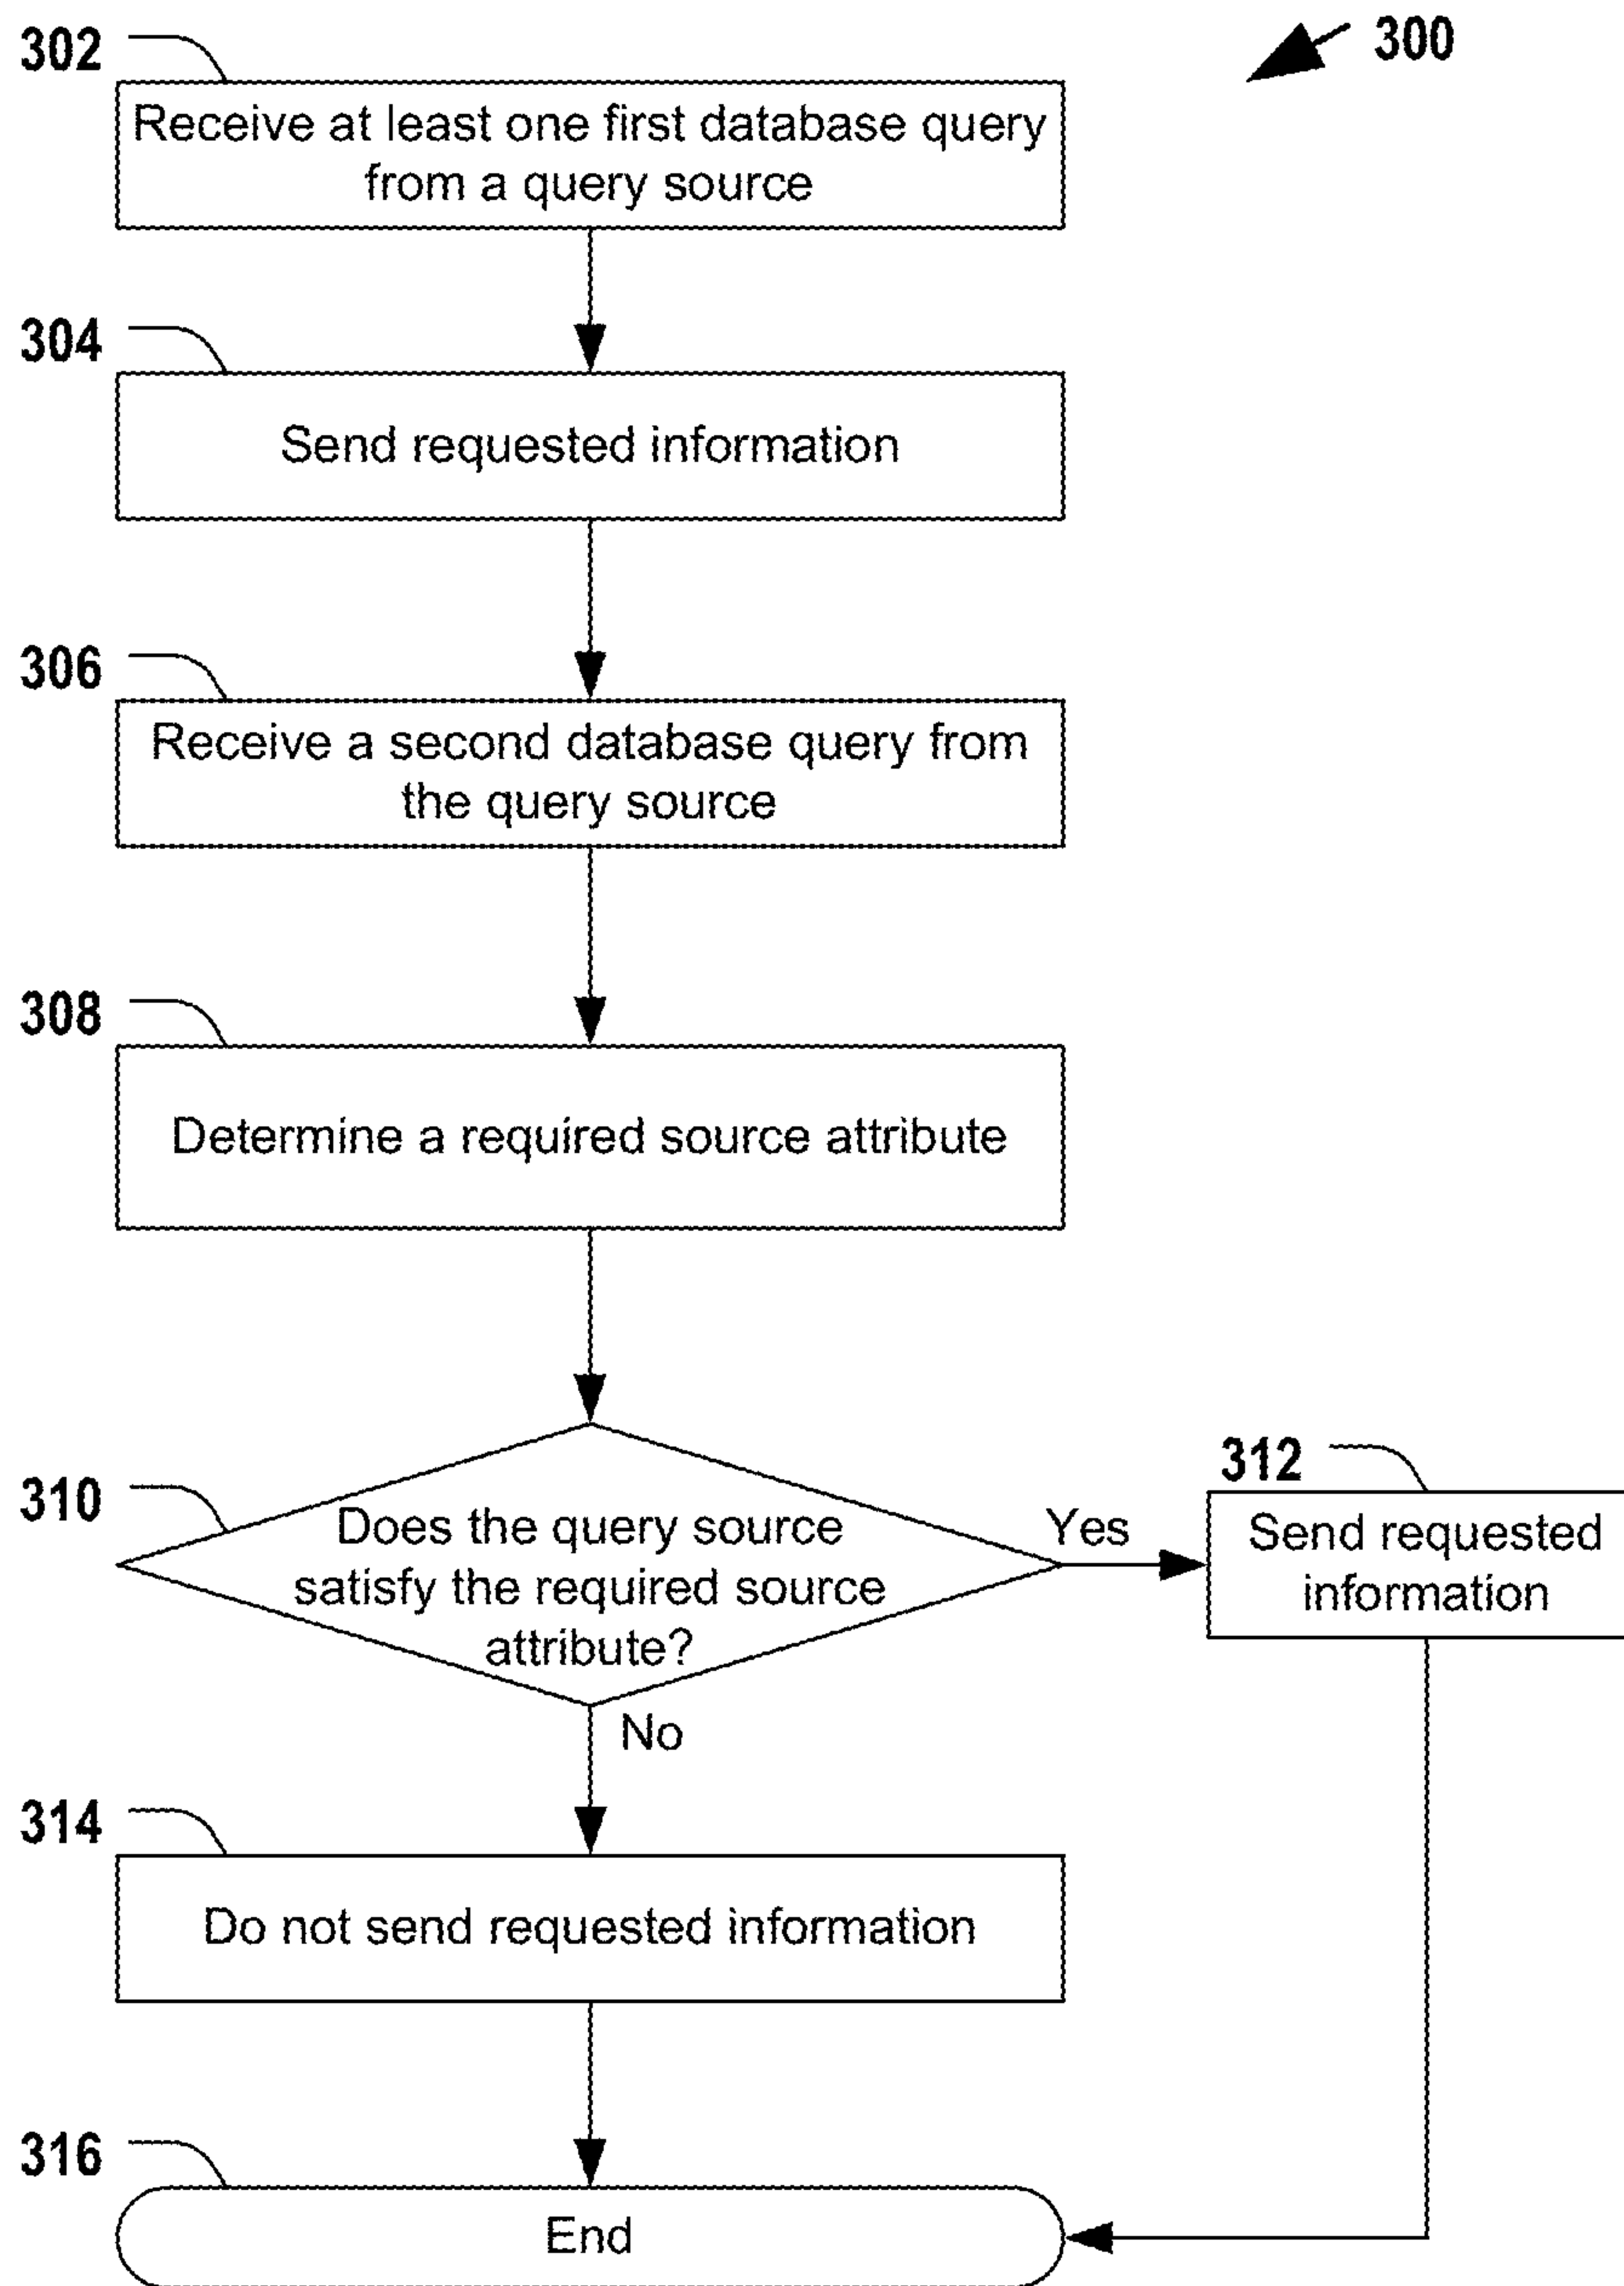 300
302
Receive at least one first database query
from a query source
304
Send requested information
306
Receive a second database query from
the query source
308
Determine a required source attribute
310
Does the query source
satisfy the required source
attribute?
Yes
312
Send requested
information
No
314
Do not send requested information
316
End